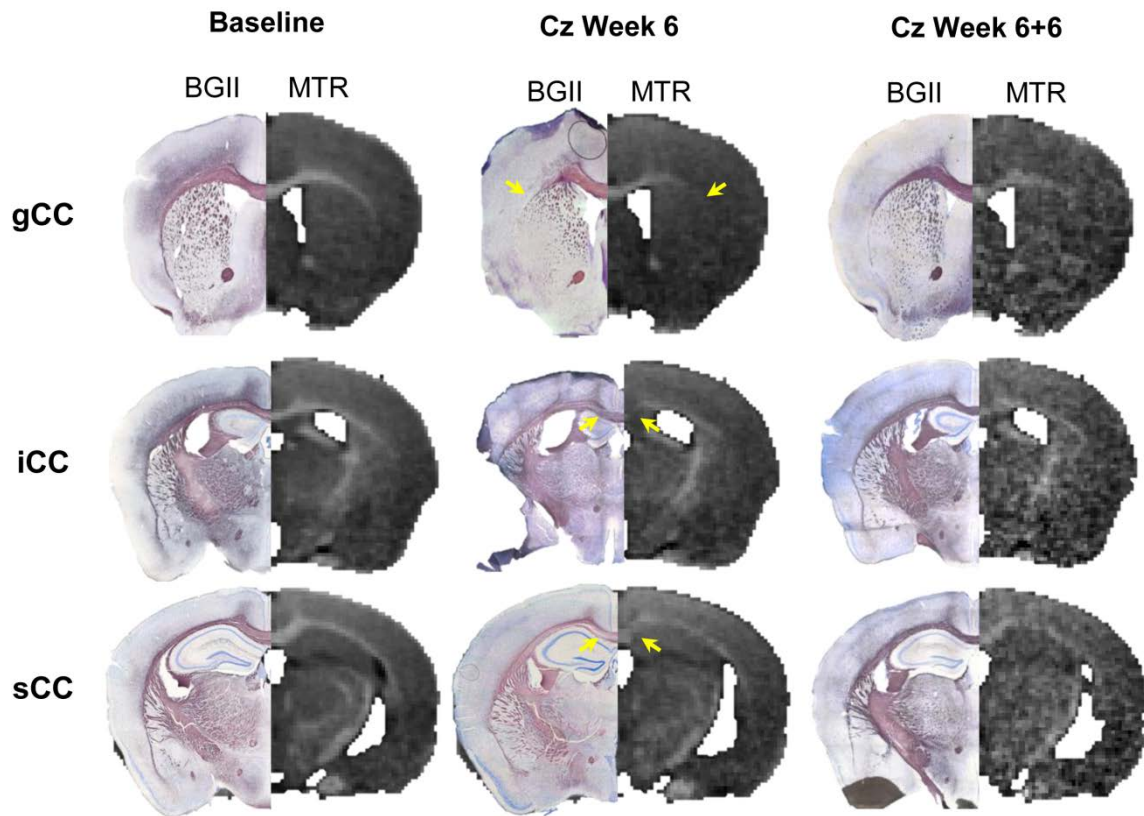 Baseline Cz Week 6 Cz Week 6+6
BGII MTR BGII MTR BGII MTR
gCC
iCC
sCC